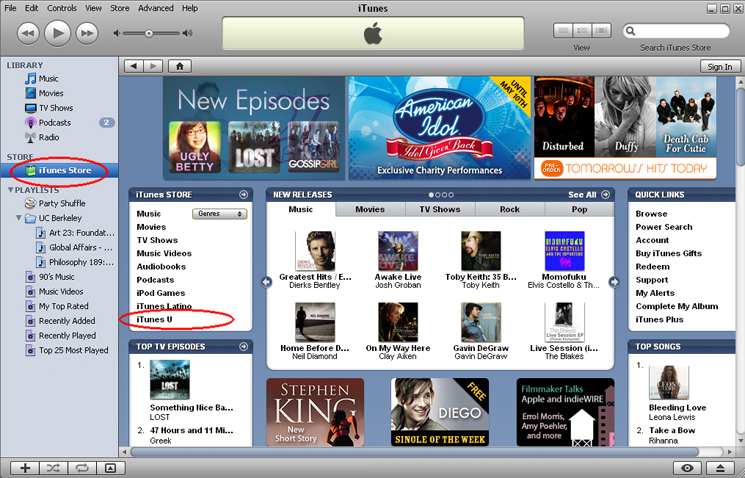 File Edit Controls View Store Advanced Help
iTunes
View
Search iTunes Store
LIBRARY
Music
Movies
TV Shows
Podcasts 2
Radio
STORE
iTunes Store
PLAYLISTS
Party Shuffle
UC Berkeley
Art 23: Foundat...
Global Affairs - ...
Philosophy 189:...
90's Music
Music Videos
My Top Rated
Recently Added
Recently Played
Top 25 Most Played
Sign In
New Episodes
UGLY BETTY
LOST
GOSSIP GIRL
UNTIL MAY 10TH
American Idol
Idol Gives Back
Exclusive Charity Performances
Disturbed
Duffy
Death Cab For Cutie
PRE-ORDER TOMORROW'S HITS TODAY
iTunes STORE
Music Genres
Movies
TV Shows
Music Videos
Audiobooks
Podcasts
iPod Games
iTunes Latino
iTunes U
NEW RELEASES
See All
Music Movies TV Shows Rock Pop
Greatest Hits / E...
Dierks Bentley
Awake Live
Josh Groban
Toby Keith: 35 B...
Toby Keith
MOMOFUKU
ELVIS COSTELLO
Momofuku
Elvis Costello & Th...
Home Before D...
Neil Diamond
On My Way Here
Clay Aiken
Gavin DeGraw
Gavin DeGraw
Live Session (i...
The Blakes
QUICK LINKS
Browse
Power Search
Account
Buy iTunes Gifts
Redeem
Support
My Alerts
Complete My Album
iTunes Plus
TOP TV EPISODES
1.
LOST
Something Nice Ba...
LOST
2. 47 Hours and 11 Mi...
Greek
STEPHEN KING
New Short Story
FREE
DIEGO
SINGLE OF THE WEEK
Filmmaker Talks
Apple and indieWIRE
Errol Morris, Amy Poehler, and more
TOP SONGS
1.
Bleeding Love
Leona Lewis
2. Take a Bow
Rihanna